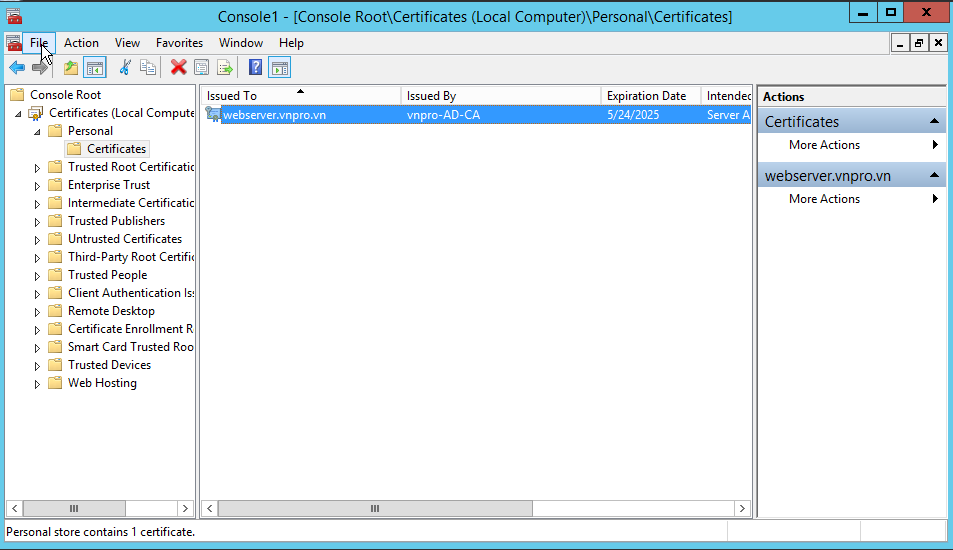 Console1 - [Console Root\Certificates (Local Computer)\Personal\Certificates]
File Action View Favorites Window Help
Console Root
Certificates (Local Compute
Personal
Certificates
Trusted Root Certificatic
Enterprise Trust
Intermediate Certificatic
Trusted Publishers
Untrusted Certificates
Third-Party Root Certific
Trusted People
Client Authentication Iss
Remote Desktop
Certificate Enrollment R
Smart Card Trusted Roo
Trusted Devices
Web Hosting
Issued To Issued By Expiration Date Intended
webserver.vnpro.vn vnpro-AD-CA 5/24/2025 Server A
Actions
Certificates
More Actions
webserver.vnpro.vn
More Actions
Personal store contains 1 certificate.